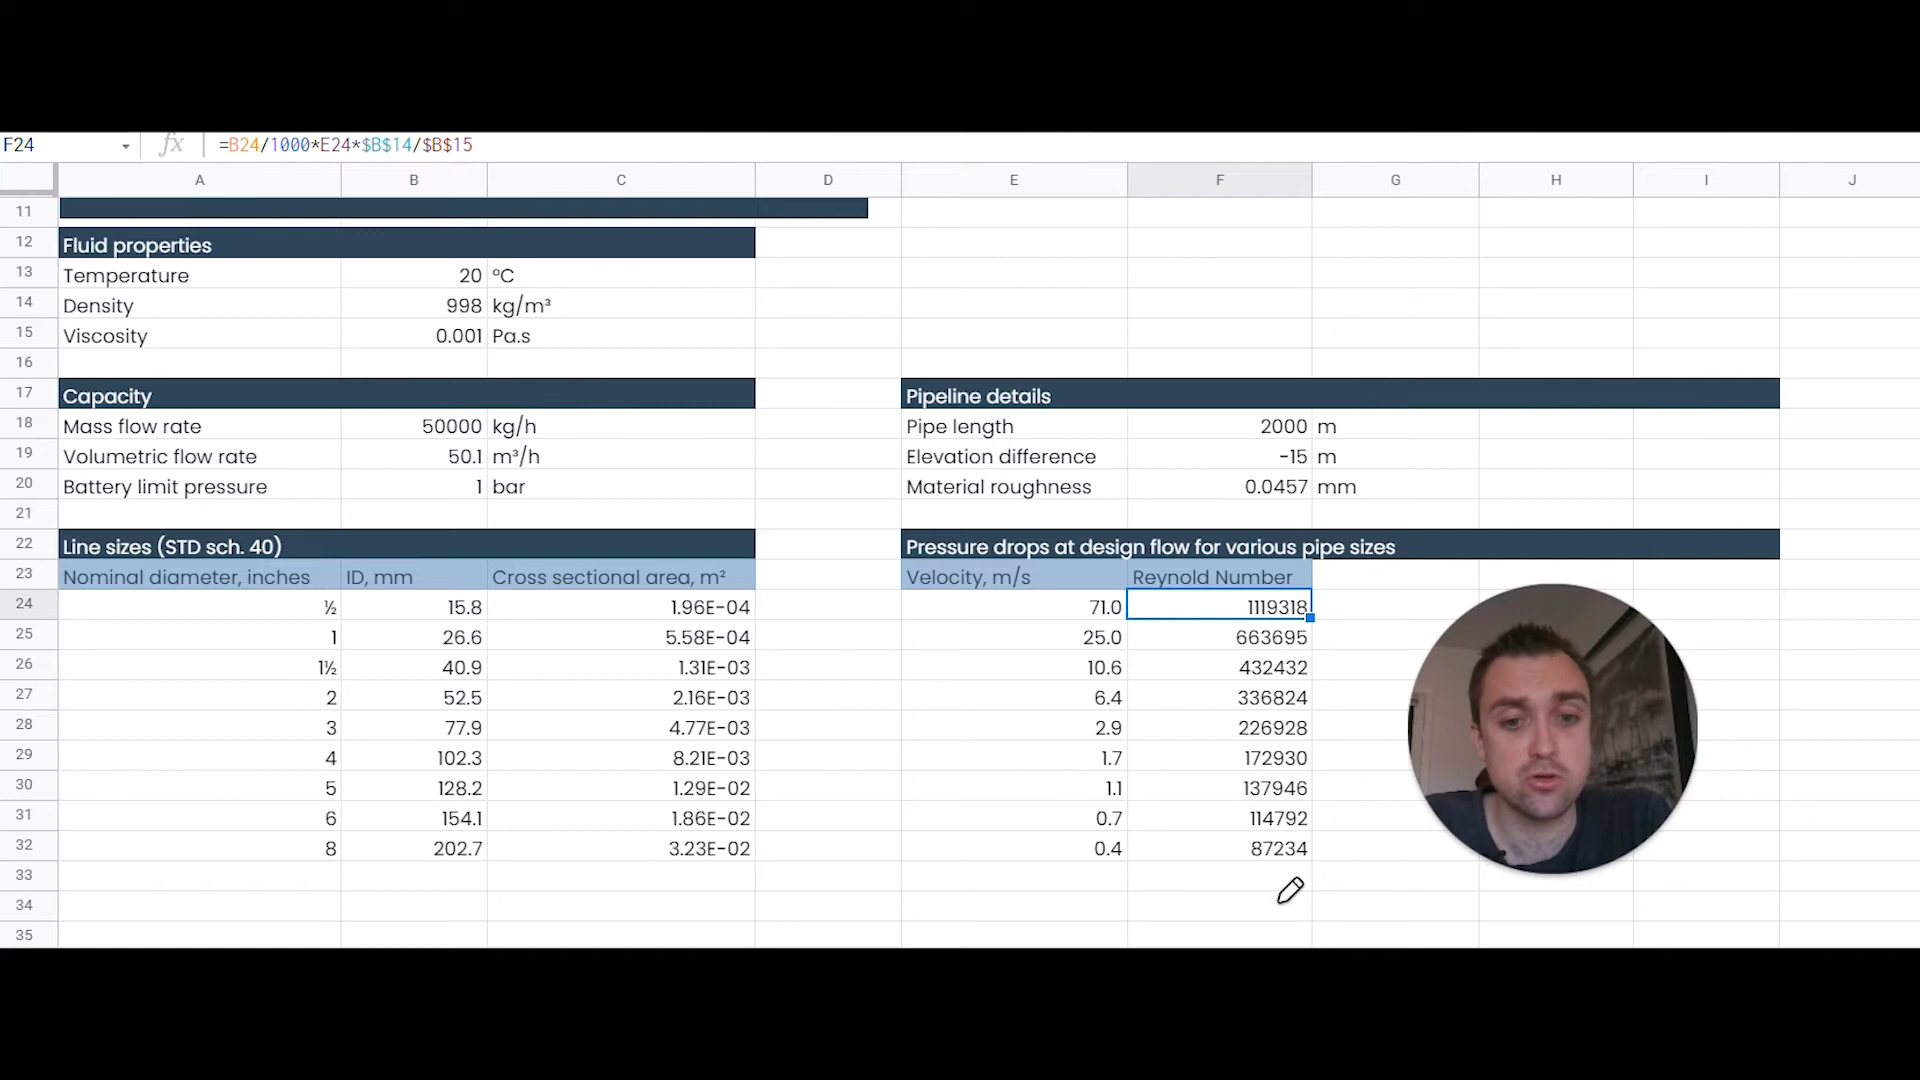 F24 fx =B24/1000*E24*$B$14/$B$15
A B C D E F G H I J
11
12 Fluid properties
13 Temperature 20 °C
14 Density 998 kg/m³
15 Viscosity 0.001 Pa.s
16
17 Capacity Pipeline details
18 Mass flow rate 50000 kg/h Pipe length 2000 m
19 Volumetric flow rate 50.1 m³/h Elevation difference -15 m
20 Battery limit pressure 1 bar Material roughness 0.0457 mm
21
22 Line sizes (STD sch. 40) Pressure drops at design flow for various pipe sizes
23 Nominal diameter, inches ID, mm Cross sectional area, m² Velocity, m/s Reynold Number
24 ½ 15.8 1.96E-04 71.0 1119318
25 1 26.6 5.58E-04 25.0 663695
26 1½ 40.9 1.31E-03 10.6 432432
27 2 52.5 2.16E-03 6.4 336824
28 3 77.9 4.77E-03 2.9 226928
29 4 102.3 8.21E-03 1.7 172930
30 5 128.2 1.29E-02 1.1 137946
31 6 154.1 1.86E-02 0.7 114792
32 8 202.7 3.23E-02 0.4 87234
33
34
35